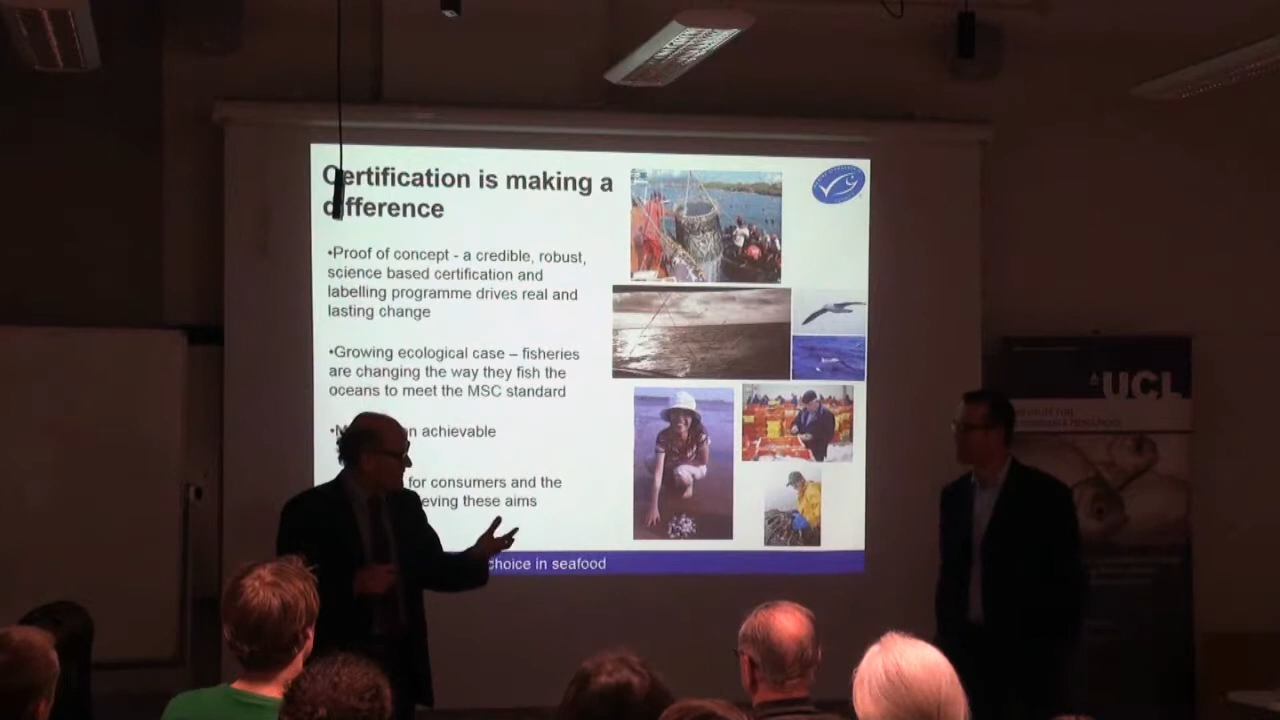 Certification is making a
difference
•Proof of concept - a credible, robust,
science based certification and
labelling programme drives real and
lasting change
•Growing ecological case – fisheries
are changing the way they fish the
oceans to meet the MSC standard
achievable
for consumers and the
these aims
choice in seafood
UCL